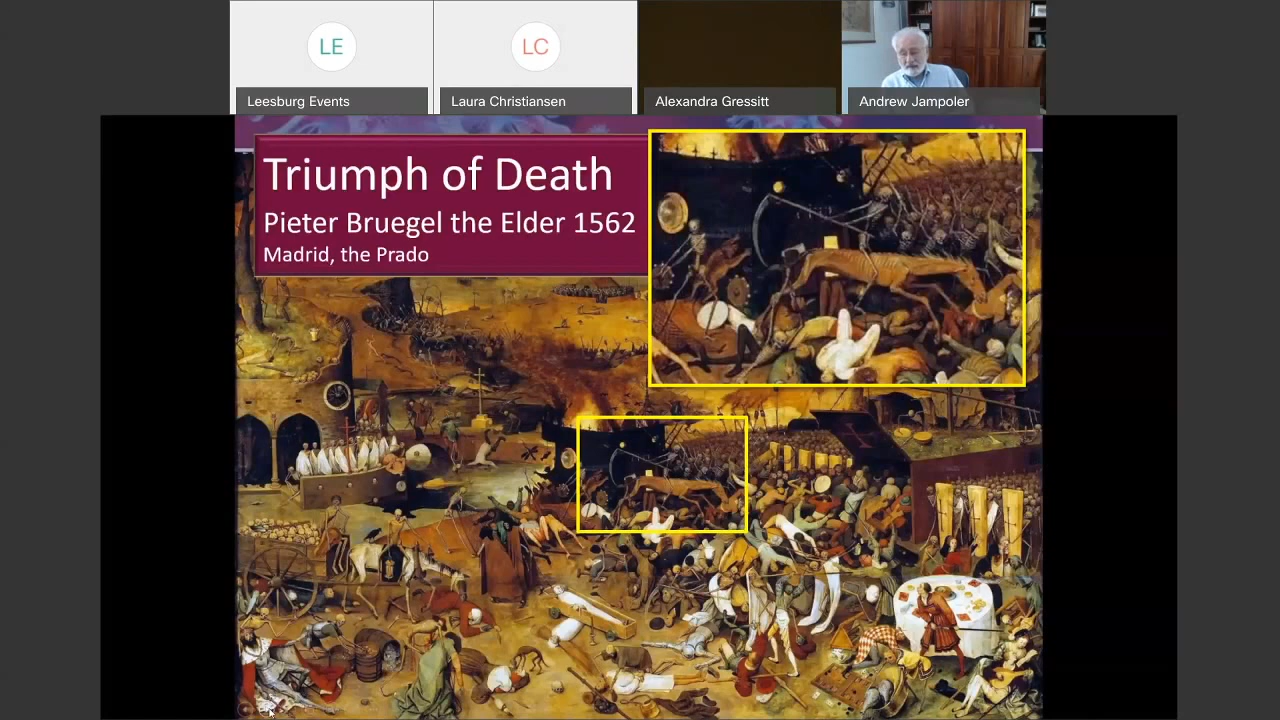 LE
LC
Leesburg Events
Laura Christiansen
Alexandra Gressitt
Andrew Jampoler
Triumph of Death
Pieter Bruegel the Elder 1562
Madrid, the Prado